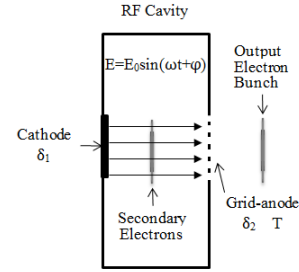 RF Cavity
E=E₀sin(ωt+φ)
Output
Electron
Bunch
Cathode
δ₁
Secondary
Electrons
Grid-anode
δ₂ T